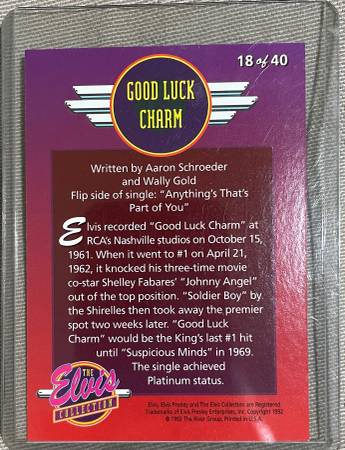 18 of 40
GOOD LUCK
CHARM
Written by Aaron Schroeder
and Wally Gold
Flip side of single: “Anything’s That’s
Part of You”
Elvis recorded “Good Luck Charm” at
RCA’s Nashville studios on October 15,
1961. When it went to #1 on April 21,
1962, it knocked his three-time movie
co-star Shelley Fabares’ “Johnny Angel”
out of the top position. “Soldier Boy” by
the Shirelles then took away the premier
spot two weeks later. “Good Luck
Charm” would be the King’s last #1 hit
until “Suspicious Minds” in 1969.
The single achieved
Platinum status.
THE
Elvis
COLLECTION
Elvis, Elvis Presley and The Elvis Collection are Registered
Trademarks of Elvis Presley Enterprises, Inc. Copyright 1992
© 1992 The River Group, Printed in U.S.A.